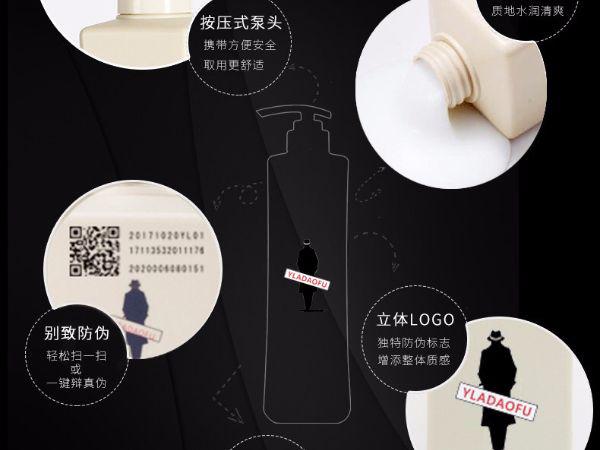 质地水润清爽
按压式泵头
携带方便安全
取用更舒适
20171020YL01
17113532011176
2020006080151
YLADAOFU
YLADAOFU
别致防伪
轻松扫一扫
或
一键辩真伪
立体LOGO
独特防伪标志
增添整体质感
YLADAOFU